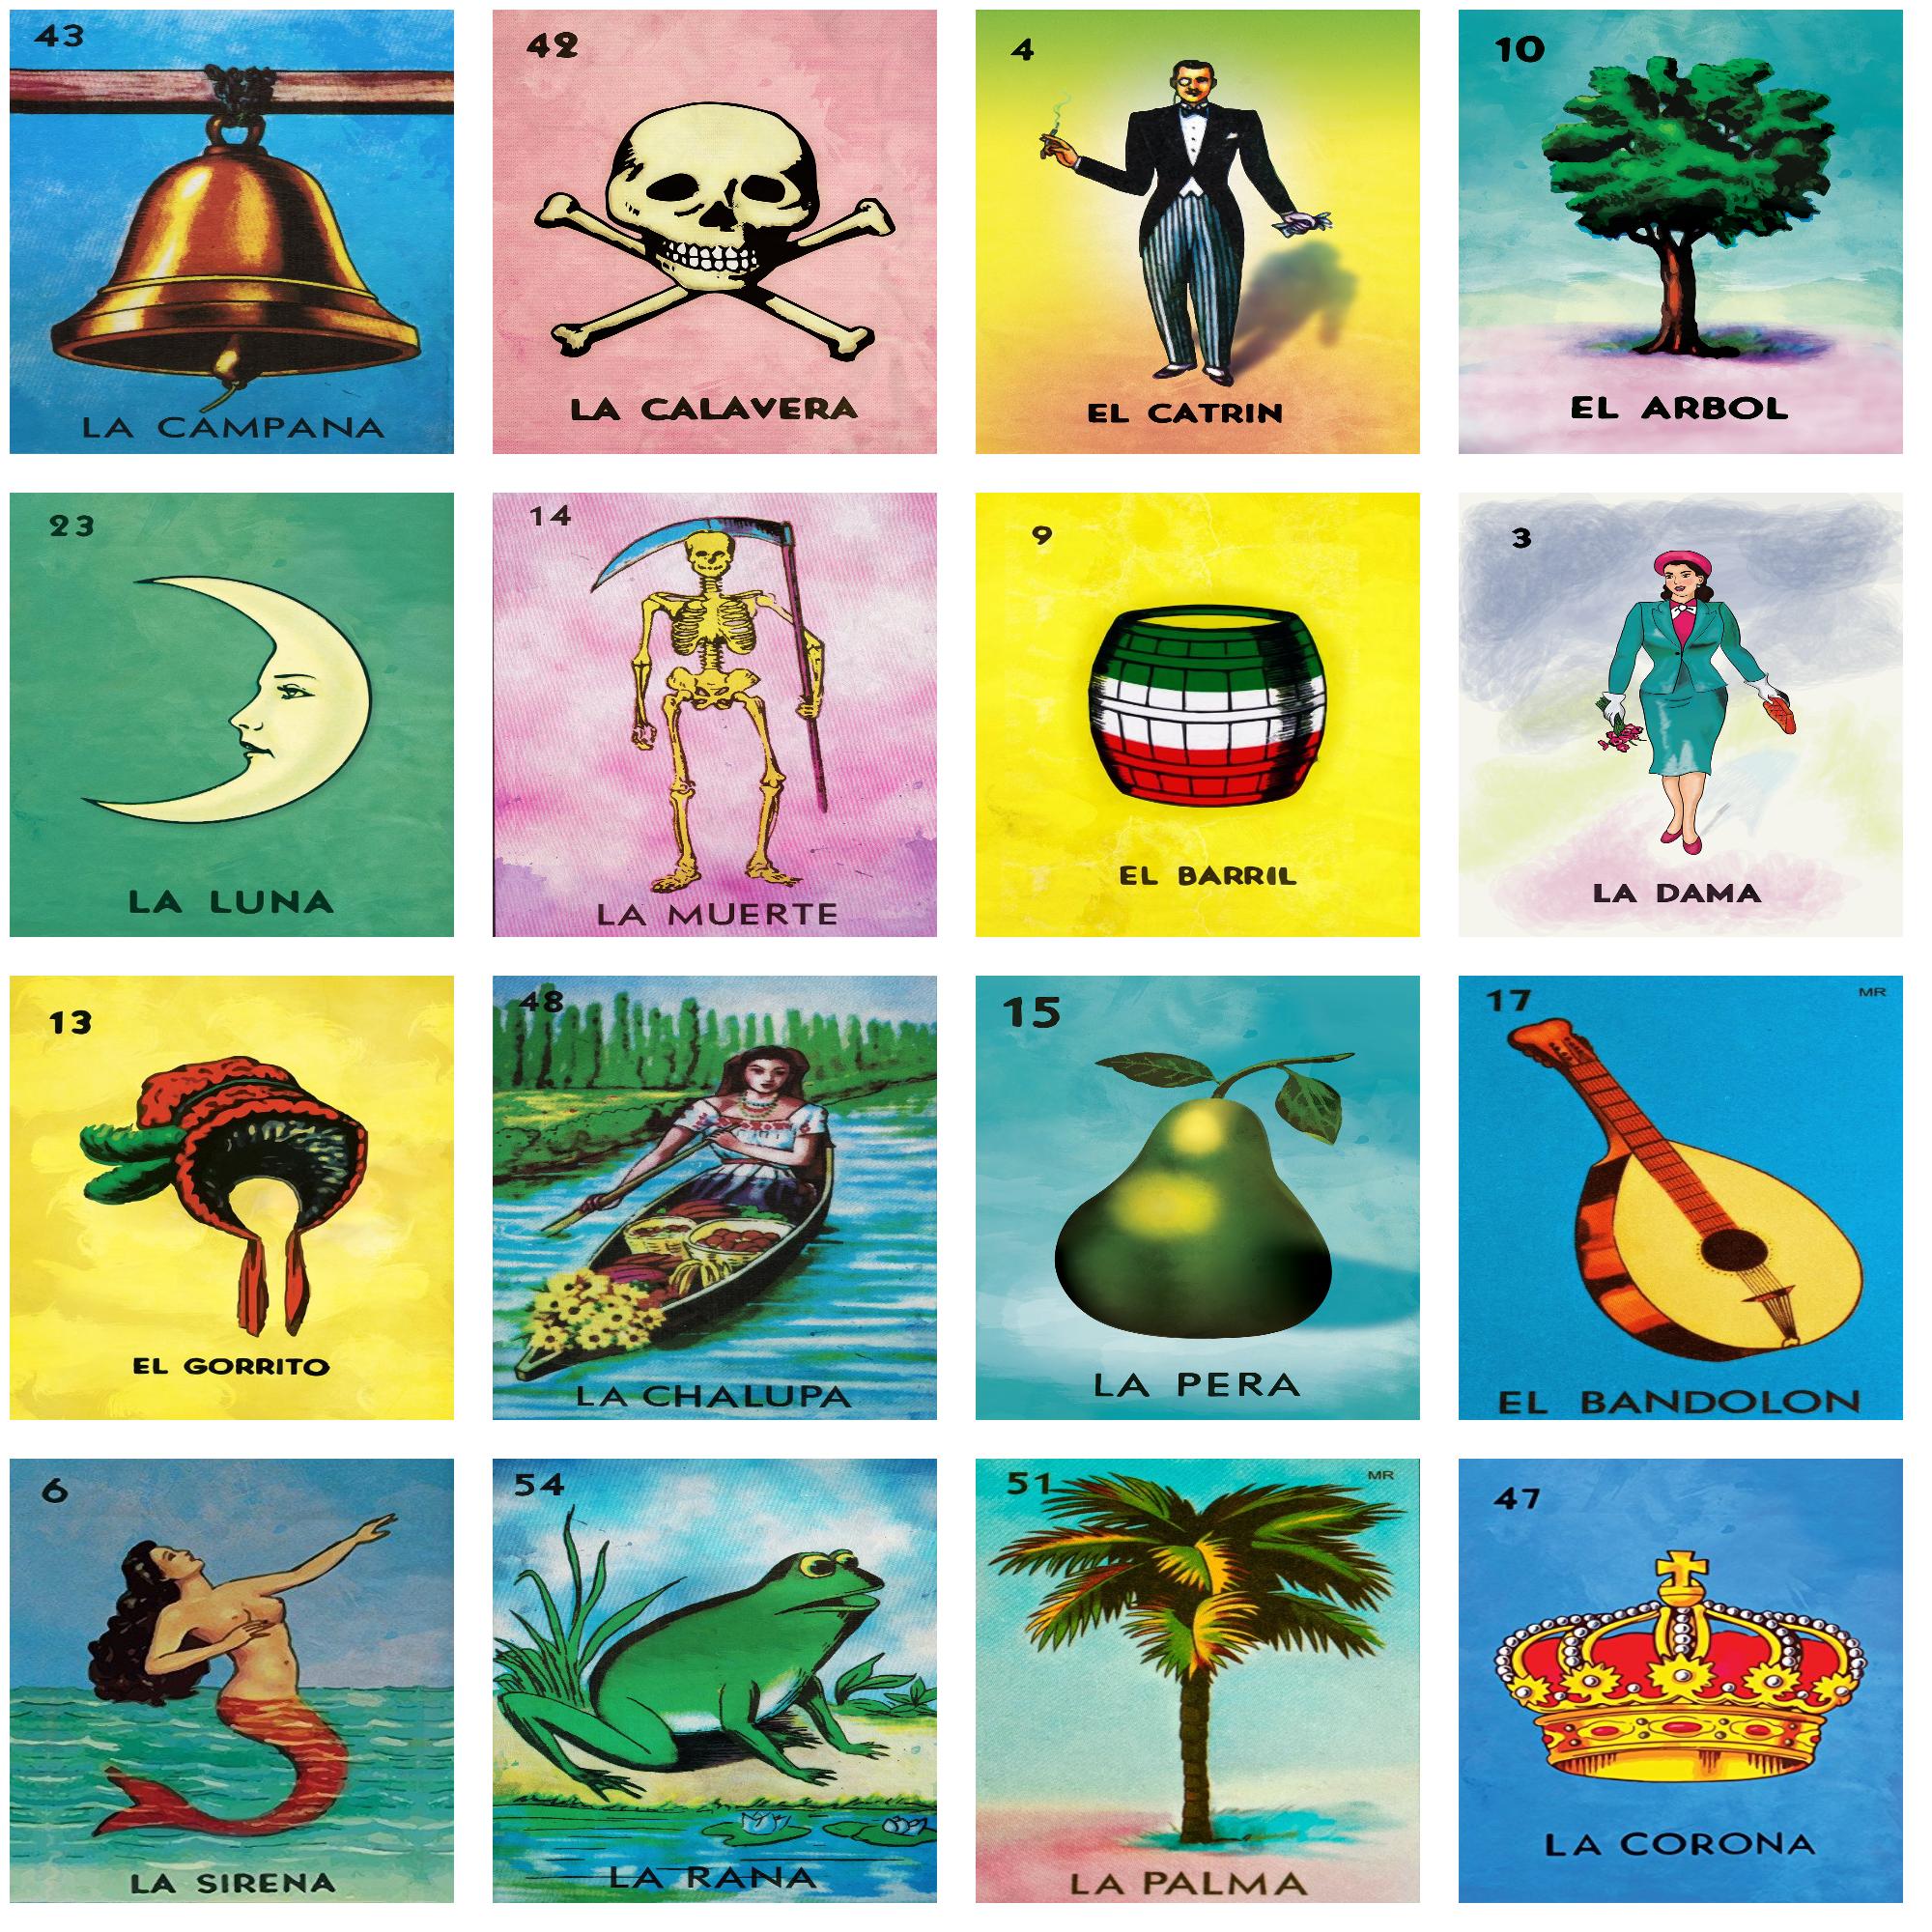 43
LA CAMPANA
42
LA CALAVERA
4
EL CATRIN
10
EL ARBOL
23
LA LUNA
14
LA MUERTE
9
EL BARRIL
3
LA DAMA
13
EL GORRITO
48
LA CHALUPA
15
LA PERA
17
MR
EL BANDOLON
6
LA SIRENA
54
LA RANA
51
MR
LA PALMA
47
LA CORONA